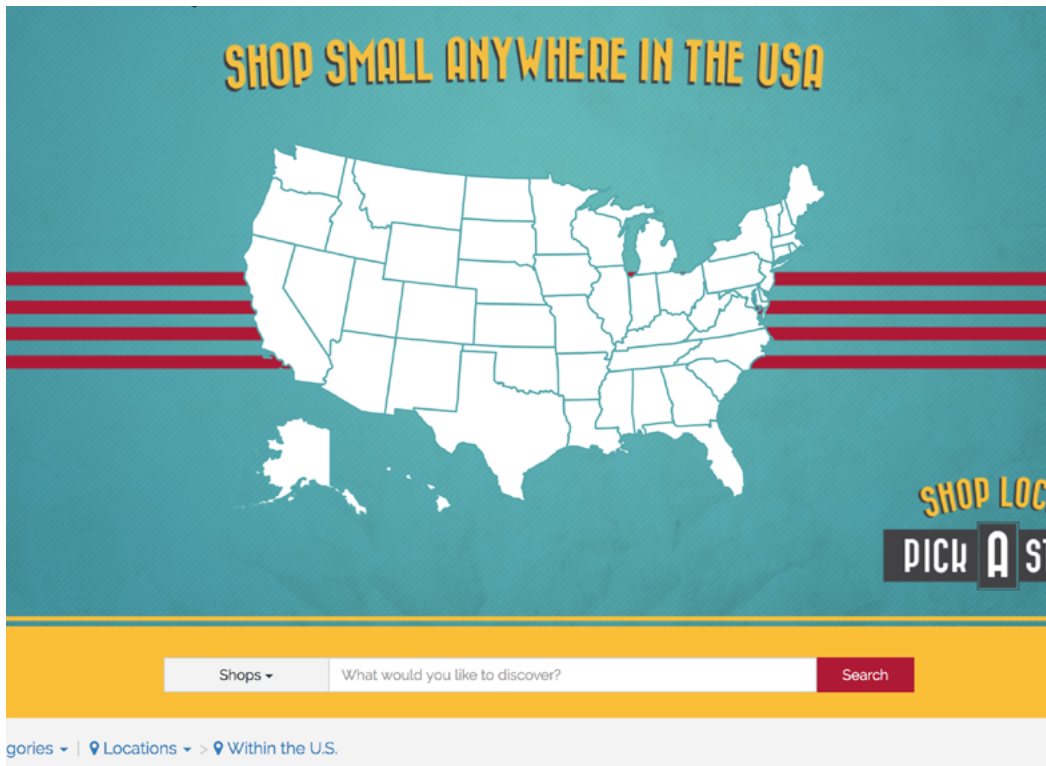 SHOP SMALL ANYWHERE IN THE USA
SHOP LOC
PICK A ST
Shops
What would you like to discover?
Search
gories | Locations > Within the U.S.